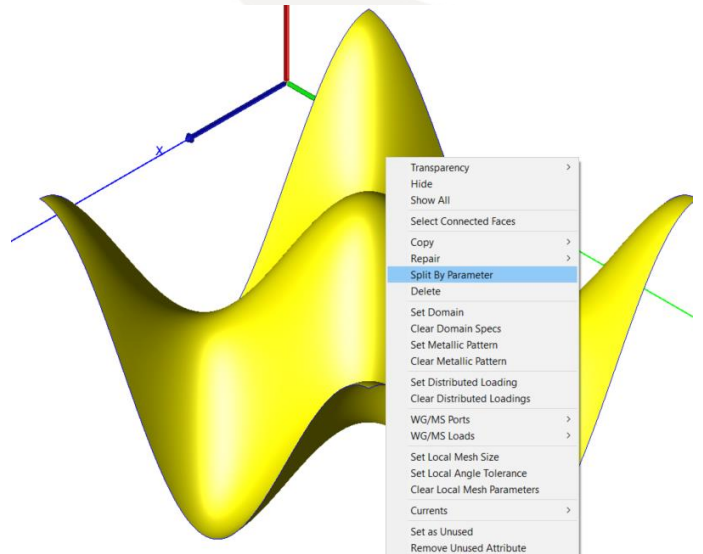 X
Transparency >
Hide
Show All
Select Connected Faces
Copy >
Repair >
Split By Parameter
Delete
Set Domain
Clear Domain Specs
Set Metallic Pattern
Clear Metallic Pattern
Set Distributed Loading
Clear Distributed Loadings
WG/MS Ports >
WG/MS Loads >
Set Local Mesh Size
Set Local Angle Tolerance
Clear Local Mesh Parameters
Currents >
Set as Unused
Remove Unused Attribute